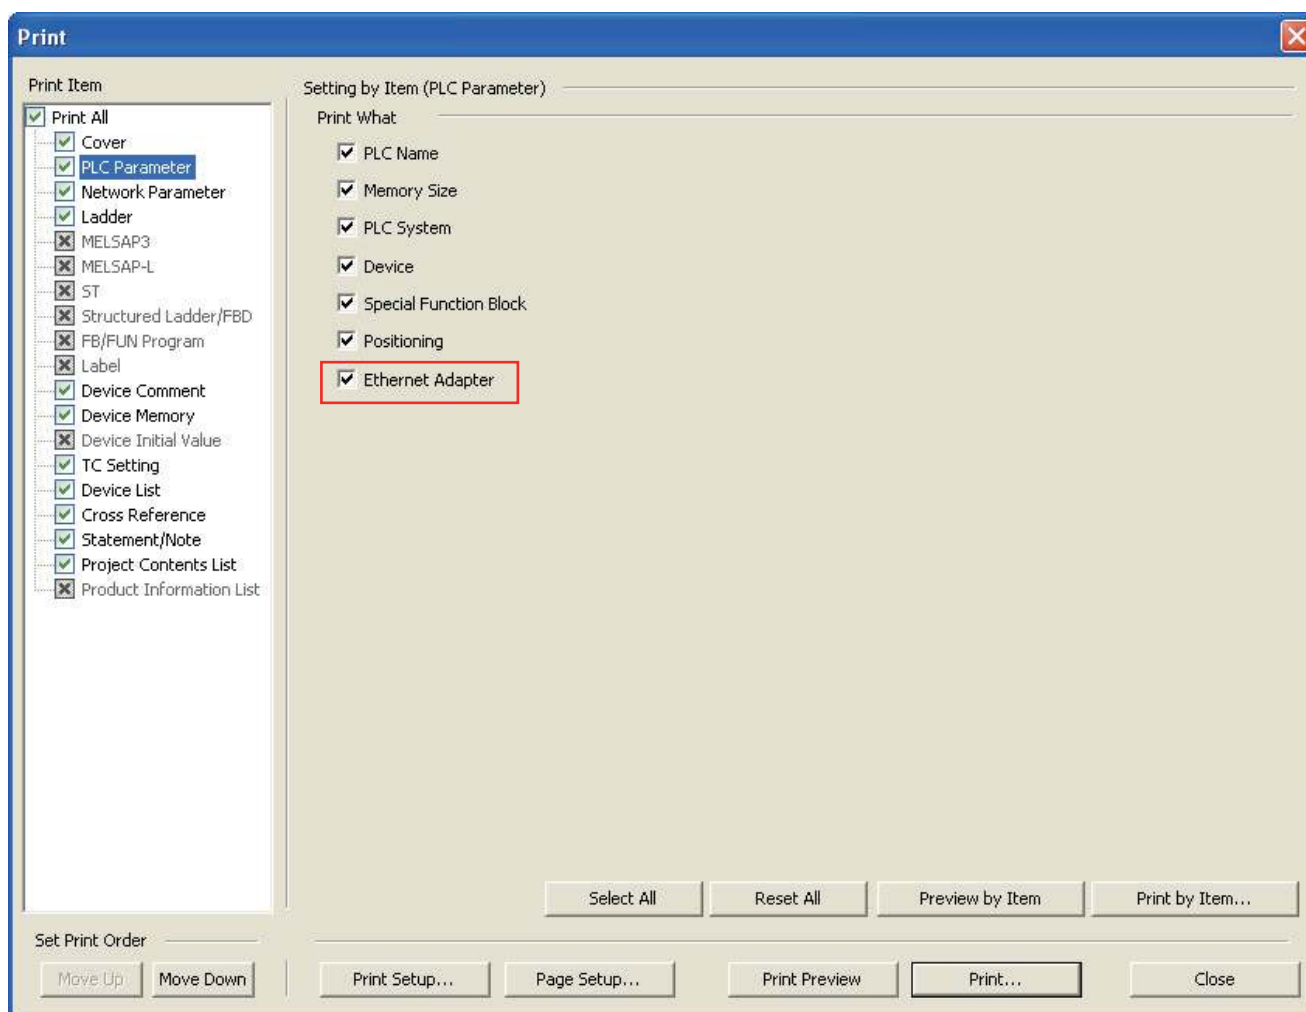 Print
Print Item
Print All
Cover
PLC Parameter
Network Parameter
Ladder
MELSAP3
MELSAP-L
ST
Structured Ladder/FBD
FB/FUN Program
Label
Device Comment
Device Memory
Device Initial Value
TC Setting
Device List
Cross Reference
Statement/Note
Project Contents List
Product Information List
Setting by Item (PLC Parameter)
Print What
PLC Name
Memory Size
PLC System
Device
Special Function Block
Positioning
Ethernet Adapter
Select All Reset All Preview by Item Print by Item...
Set Print Order
Move Up Move Down Print Setup... Page Setup... Print Preview Print... Close